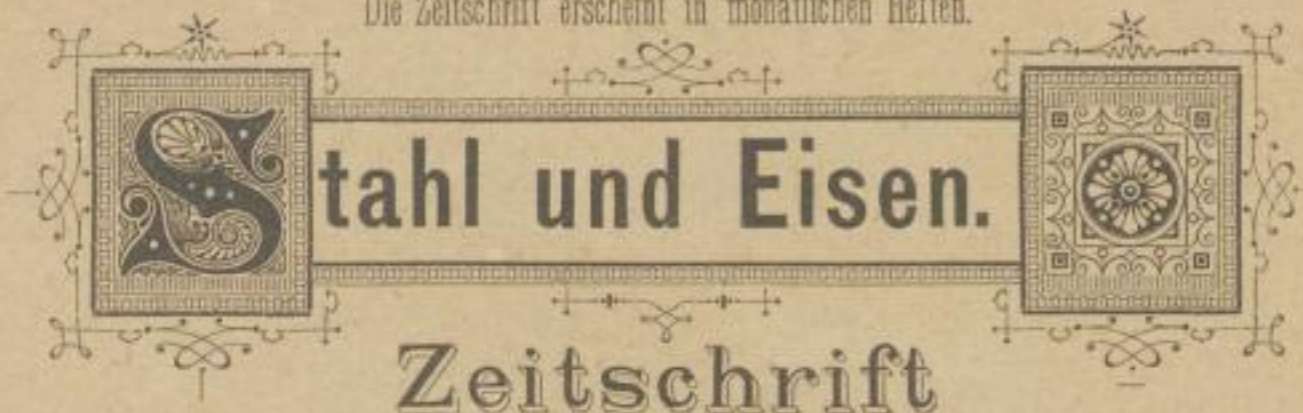 Die Zeitschrift erscheint in monatlichen Heften.
Stahl und Eisen.
Zeitschrift